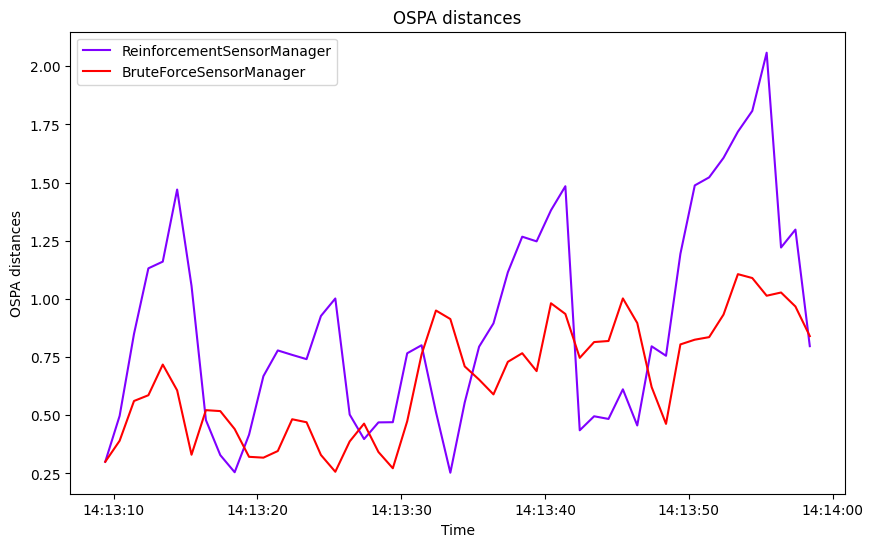 OSPA distances
ReinforcementSensorManager
BruteForceSensorManager
OSPA distances
2.00
1.75
1.50
1.25
1.00
0.75
0.50
0.25
14:13:10
14:13:20
14:13:30
14:13:40
14:13:50
14:14:00
Time